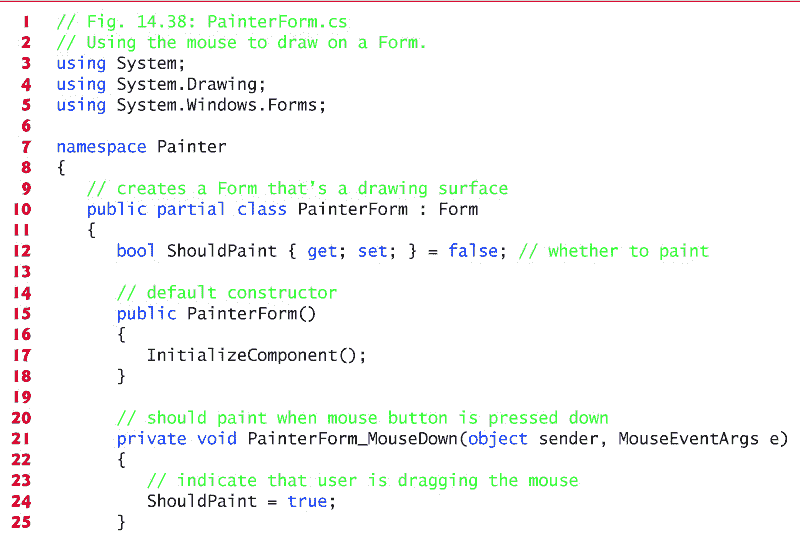 1 // Fig. 14.38: PainterForm.cs
2 // Using the mouse to draw on a Form.
3 using System;
4 using System.Drawing;
5 using System.Windows.Forms;
6
7 namespace Painter
8 {
9 // creates a Form that’s a drawing surface
10 public partial class PainterForm : Form
11 {
12 bool ShouldPaint { get; set; } = false; // whether to paint
13
14 // default constructor
15 public PainterForm()
16 {
17 InitializeComponent();
18 }
19
20 // should paint when mouse button is pressed down
21 private void PainterForm_MouseDown(object sender, MouseEventArgs e)
22 {
23 // indicate that user is dragging the mouse
24 ShouldPaint = true;
25 }